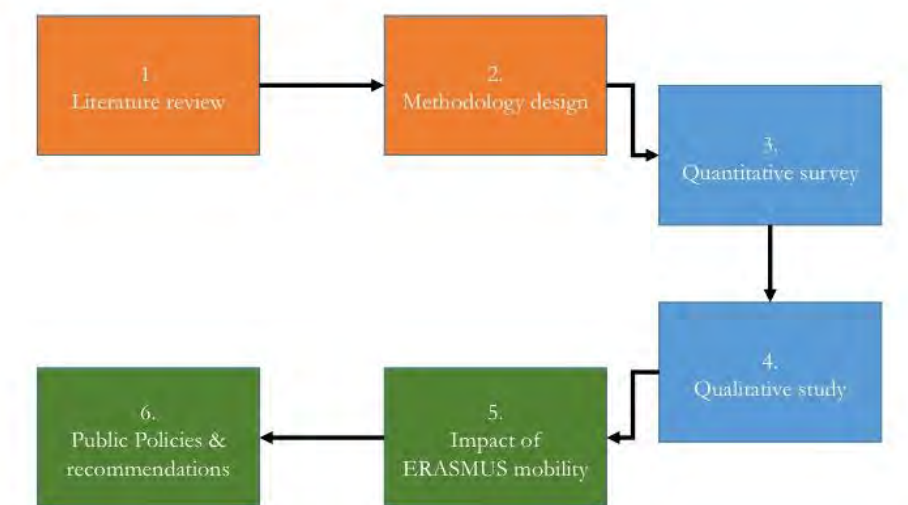 1.
Literature review
2.
Methodology design
3.
Quantitative survey
4.
Qualitative study
6.
Public Policies &
recommendations
5.
Impact of
ERASMUS mobility